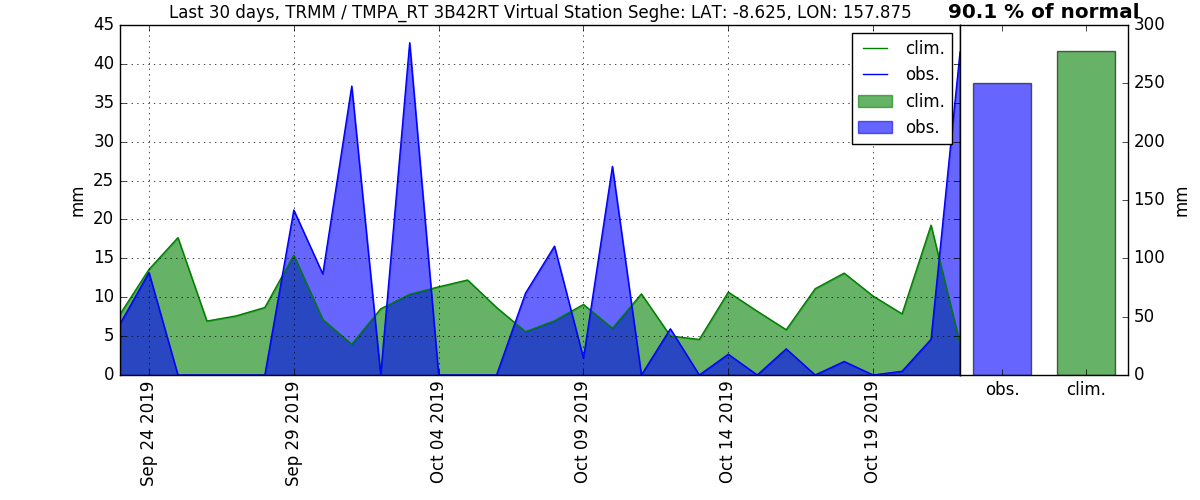 Last 30 days, TRMM / TMPA_RT 3B42RT Virtual Station Seghe: LAT: -8.625, LON: 157.875
90.1 % of normal
45
40
35
30
25
20
15
10
5
0
mm
clim.
obs.
clim.
obs.
Sep 24 2019
Sep 29 2019
Oct 04 2019
Oct 09 2019
Oct 14 2019
Oct 19 2019
300
250
200
150
100
50
0
mm
obs.
clim.